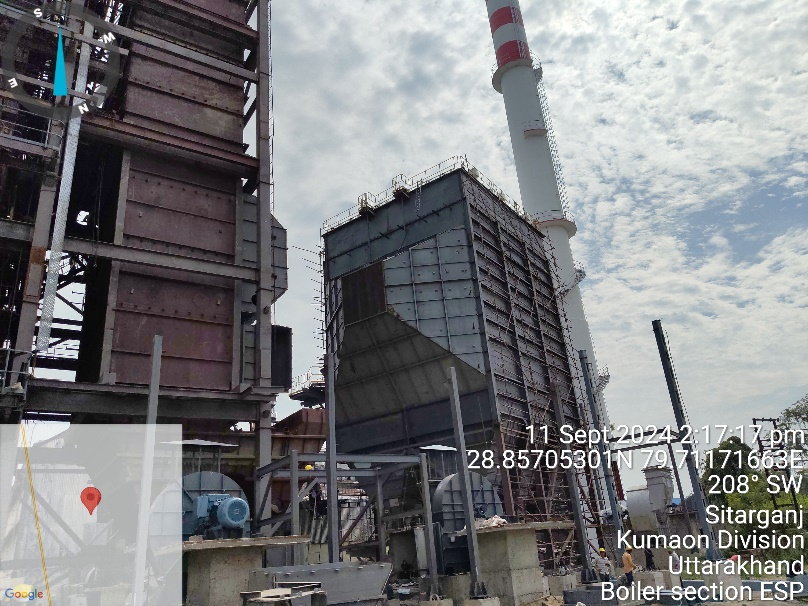 S
W
E
N
11 Sept 2024 2:17:17 pm
28.85705301N 79.71171663E
208° SW
Sitarganj
Kumaon Division
Uttarakhand
Boiler section ESP
Google